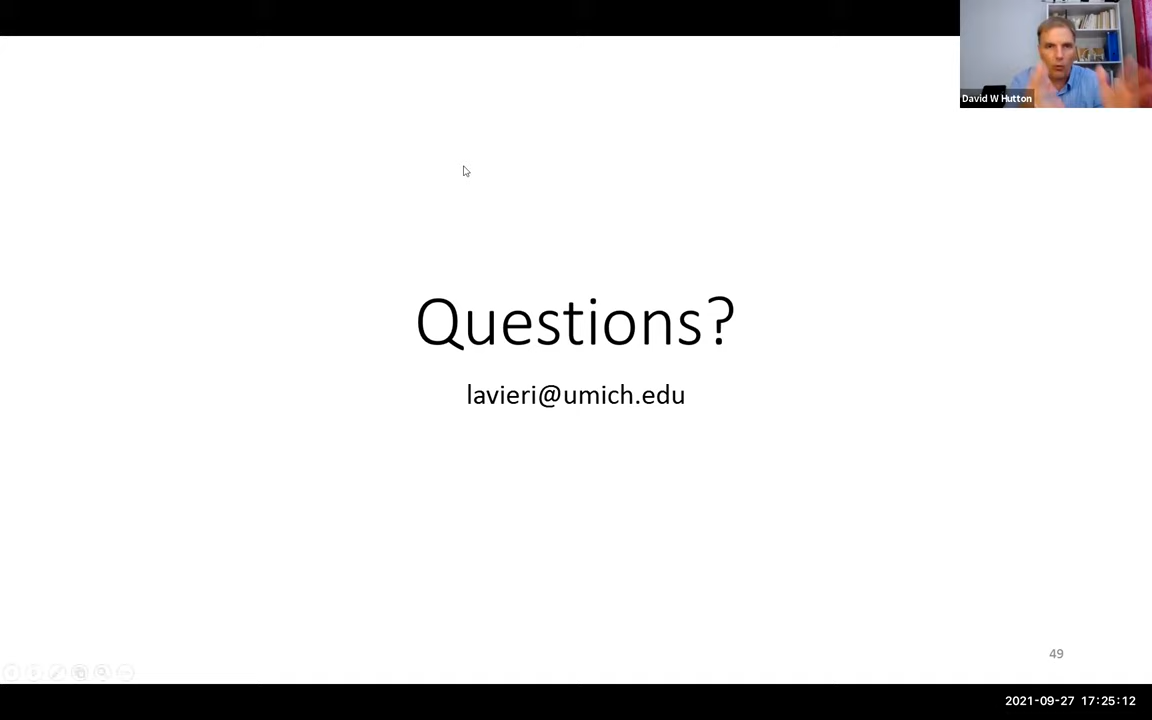 David W Hutton
Questions?
lavieri@umich.edu
49
2021-09-27 17:25:12